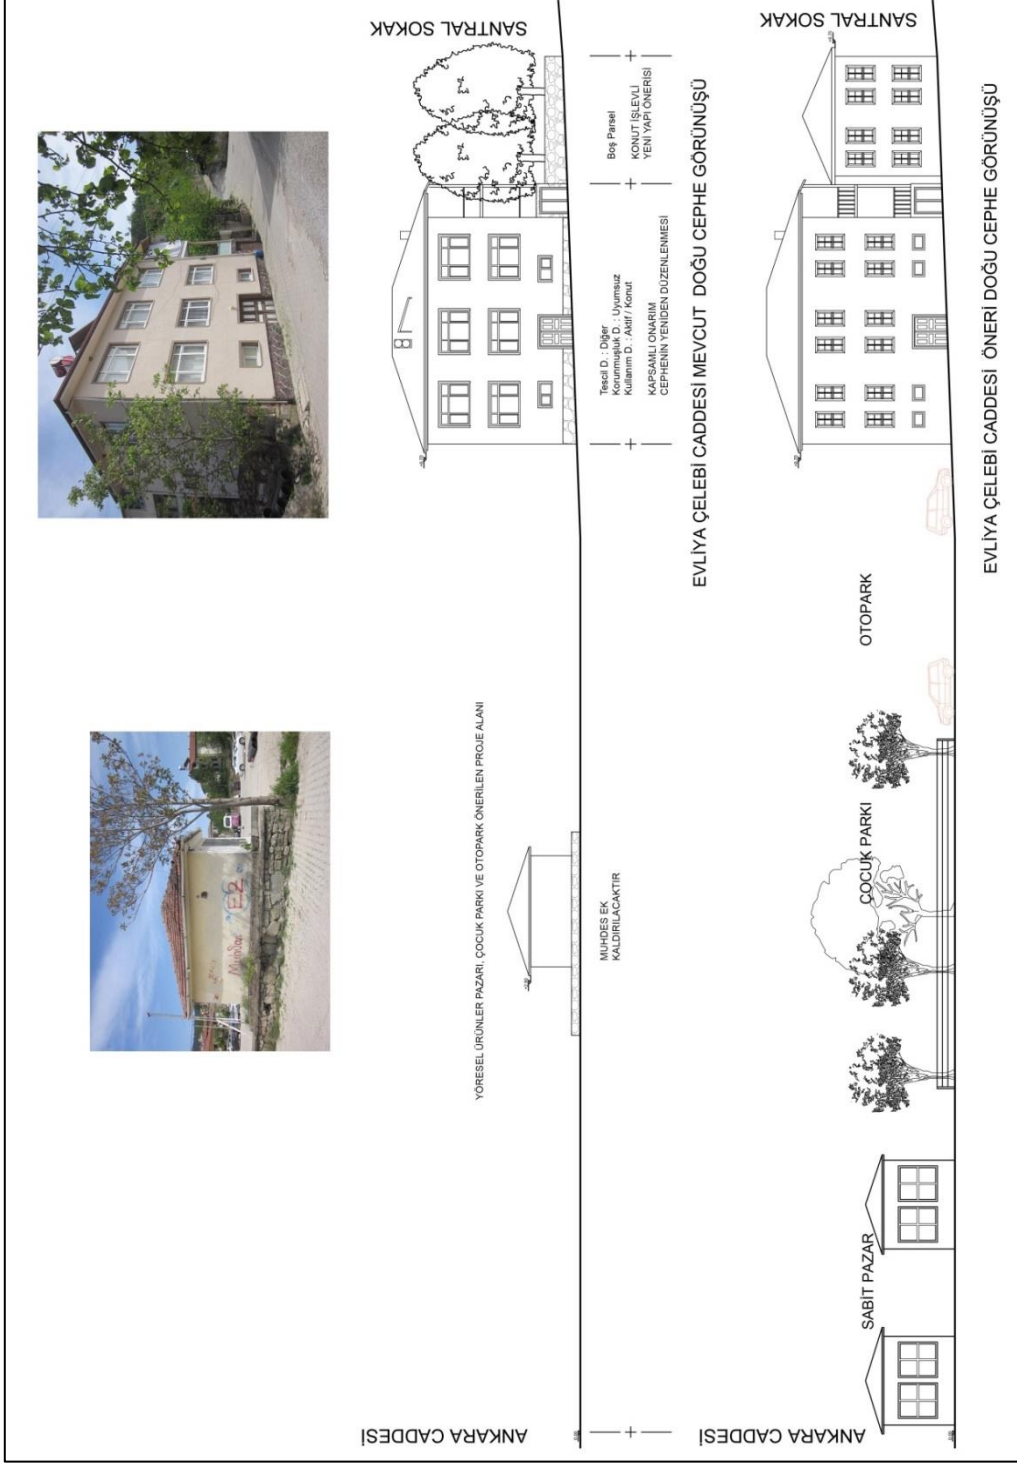 SANTRAL SOKAK
Boş Parsel
KONUT İŞLEVLİ
YENİ YAPI ÖNERİSİ
Tescil D. : Diğer
Korunmuşluk D. : Uyumsuz
Kullanım D. : Aktif / Konut
KAPSAMLI ONARIM
CEPHENİN YENİDEN DÜZENLENMESİ
YÖRESEL ÜRÜNLER PAZARI, ÇOCUK PARKI VE OTOPARK ÖNERİLEN PROJE ALANI
MUHDES EK
KALDIRILACAKTIR
ANKARA CADDESİ
EVLİYA ÇELEBİ CADDESİ MEVCUT DOĞU CEPHE GÖRÜNÜŞÜ
SANTRAL SOKAK
OTOPARK
ÇOCUK PARKI
SABİT PAZAR
ANKARA CADDESİ
EVLİYA ÇELEBİ CADDESİ ÖNERİ DOĞU CEPHE GÖRÜNÜŞÜ